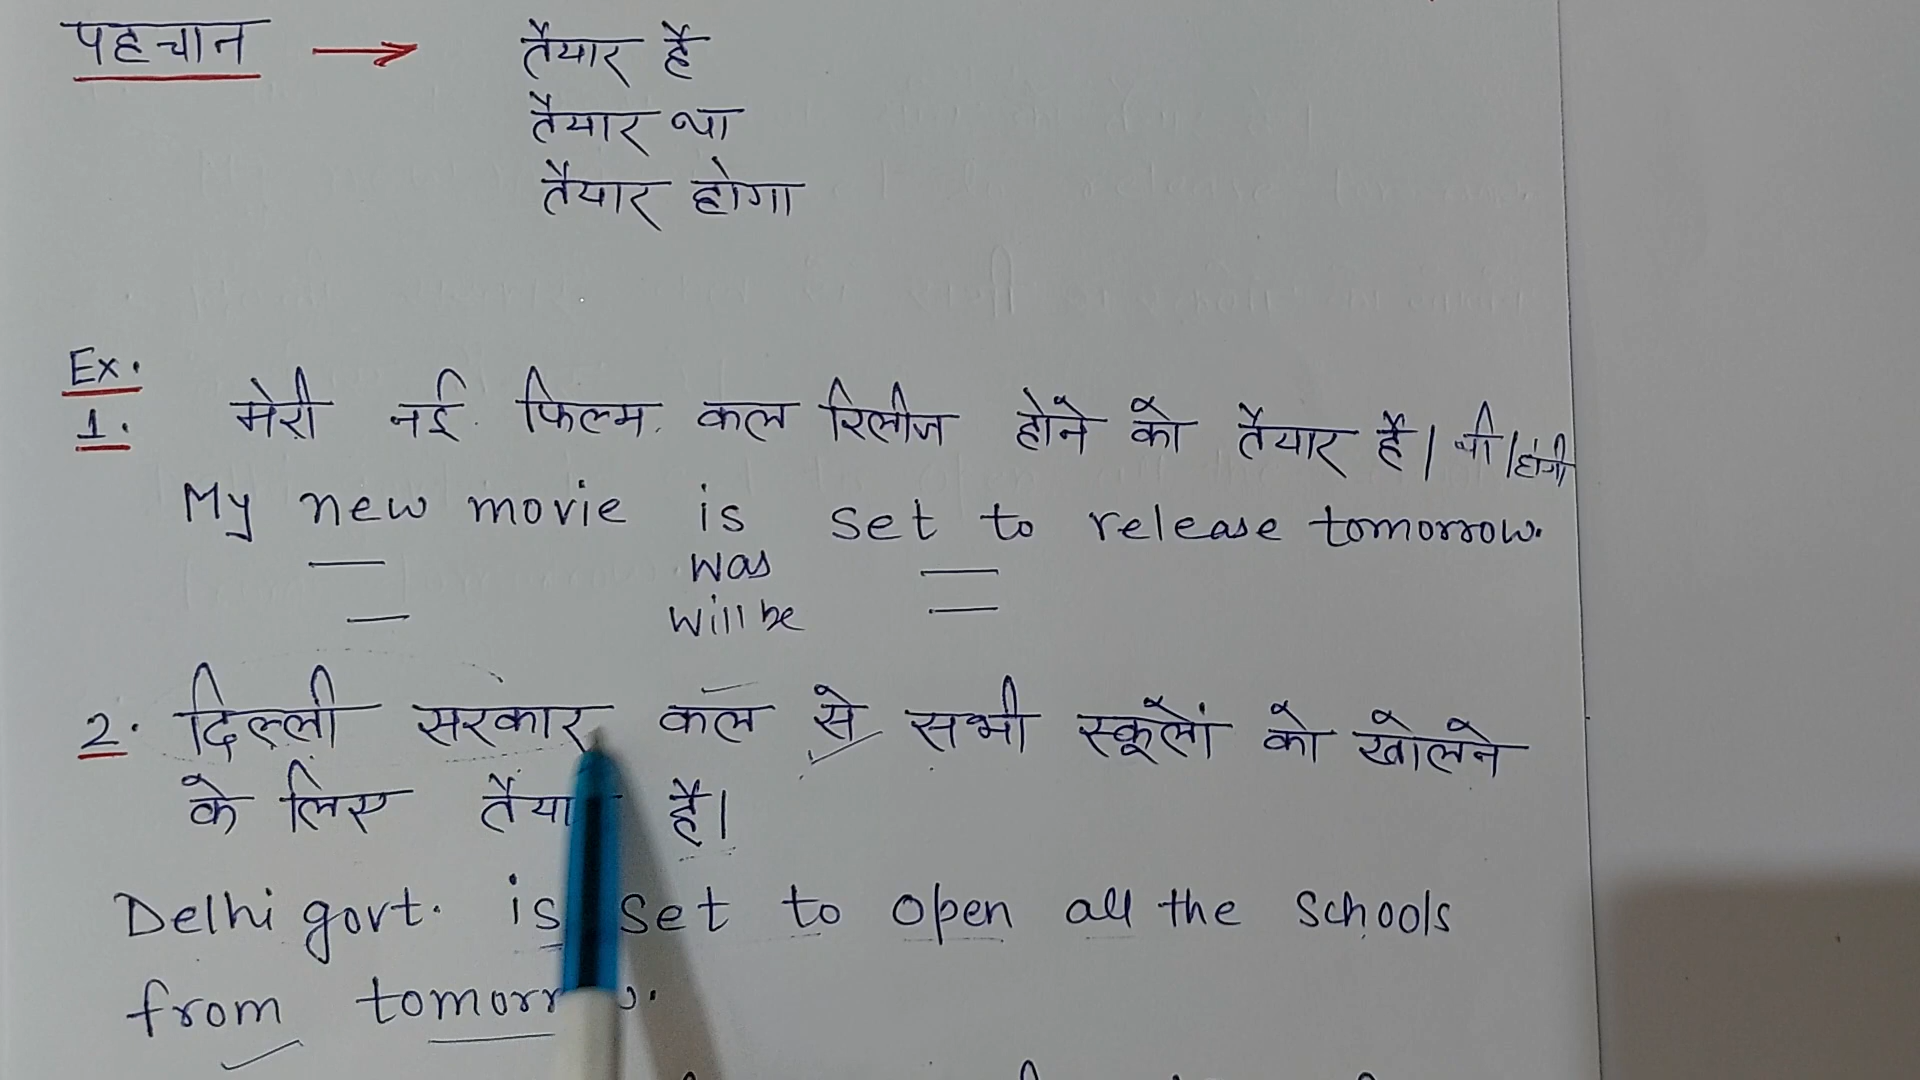 पहचान → तैयार है
तैयार था
तैयार होगा
Ex.
1. मेरी नई फिल्म कल रिलीज होने को तैयार है। थी/होगी
My new movie is set to release tomorrow.
— was —
— will be —
2. दिल्ली सरकार कल से सभी स्कूलों को खोलने
के लिए है।
Delhi govt. is set to open all the schools
from